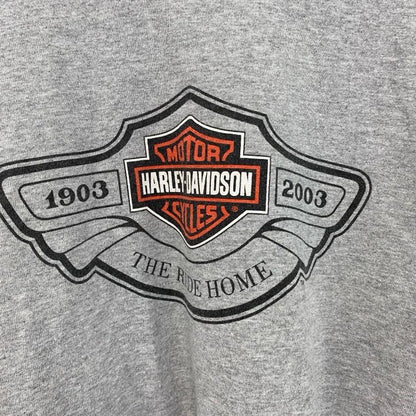 MOTOR
1903 HARLEY-DAVIDSON 2003
CYCLES ®
THE RIDE HOME